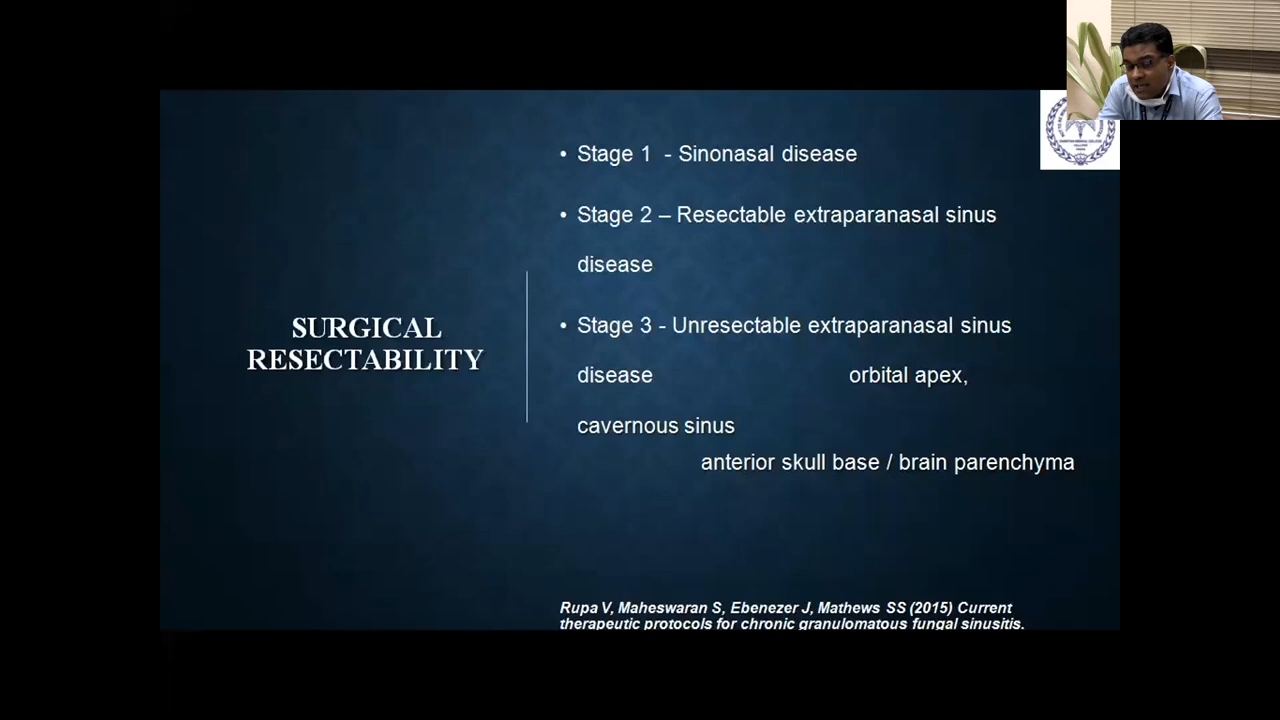 • Stage 1 - Sinonasal disease
• Stage 2 – Resectable extraparanasal sinus
disease
SURGICAL
RESECTABILITY
• Stage 3 - Unresectable extraparanasal sinus
disease orbital apex,
cavernous sinus
anterior skull base / brain parenchyma
Rupa V, Maheswaran S, Ebenezer J, Mathews SS (2015) Current
therapeutic protocols for chronic granulomatous fungal sinusitis.